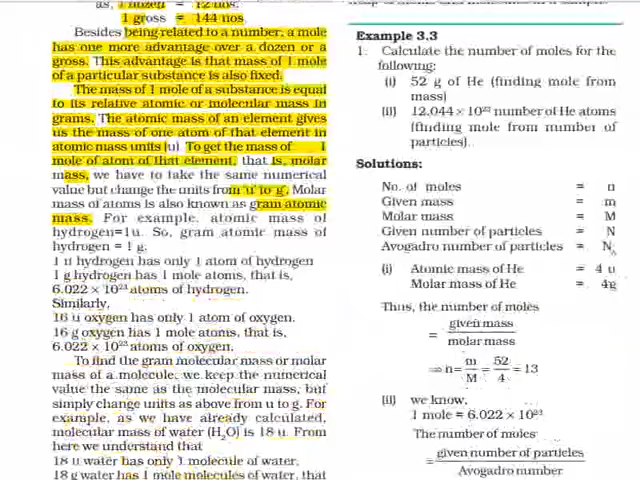 as, 1 dozen = 12 nos.
1 gross = 144 nos.
Besides being related to a number, a mole
has one more advantage over a dozen or a
gross. This advantage is that mass of 1 mole
of a particular substance is also fixed.
The mass of 1 mole of a substance is equal
to its relative atomic or molecular mass in
grams. The atomic mass of an element gives
us the mass of one atom of that element in
atomic mass units (u). To get the mass of 1
mole of atom of that element, that is, molar
mass, we have to take the same numerical
value but change the units from 'u' to 'g'. Molar
mass of atoms is also known as gram atomic
mass. For example, atomic mass of
hydrogen=1u. So, gram atomic mass of
hydrogen = 1 g.
1 u hydrogen has only 1 atom of hydrogen
1 g hydrogen has 1 mole atoms, that is,
6.022 × 10²³ atoms of hydrogen.
Similarly,
16 u oxygen has only 1 atom of oxygen,
16 g oxygen has 1 mole atoms, that is,
6.022 × 10²³ atoms of oxygen.
To find the gram molecular mass or molar
mass of a molecule, we keep the numerical
value the same as the molecular mass, but
simply change units as above from u to g. For
example, as we have already calculated,
molecular mass of water (H₂O) is 18 u. From
here we understand that
18 u water has only 1 molecule of water,
18 g water has 1 mole molecules of water, that
Example 3.3
1. Calculate the number of moles for the
following:
(i) 52 g of He (finding mole from
mass)
(ii) 12.044 × 10²³ number of He atoms
(finding mole from number of
particles).
Solutions:
No. of moles = n
Given mass = m
Molar mass = M
Given number of particles = N
Avogadro number of particles = N
(i) Atomic mass of He = 4 u
Molar mass of He = 4g
Thus, the number of moles
= given mass / molar mass
⇒ n = m / M = 52 / 4 = 13
(ii) we know,
1 mole = 6.022 × 10²³
The number of moles
= given number of particles / Avogadro number